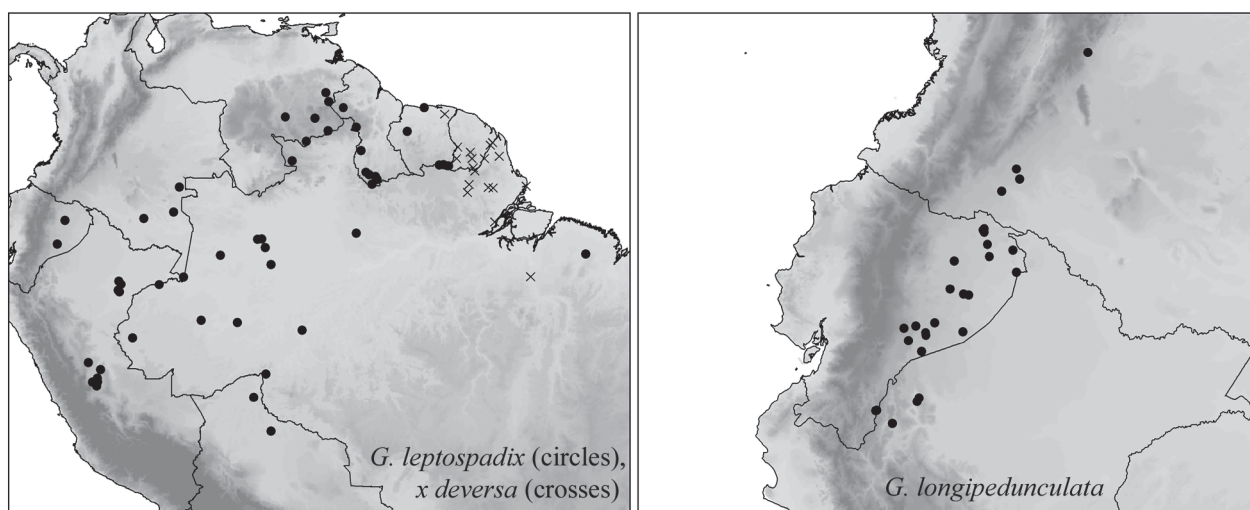 G. leptospadix (circles),
x deversa (crosses)
G. longipedunculata